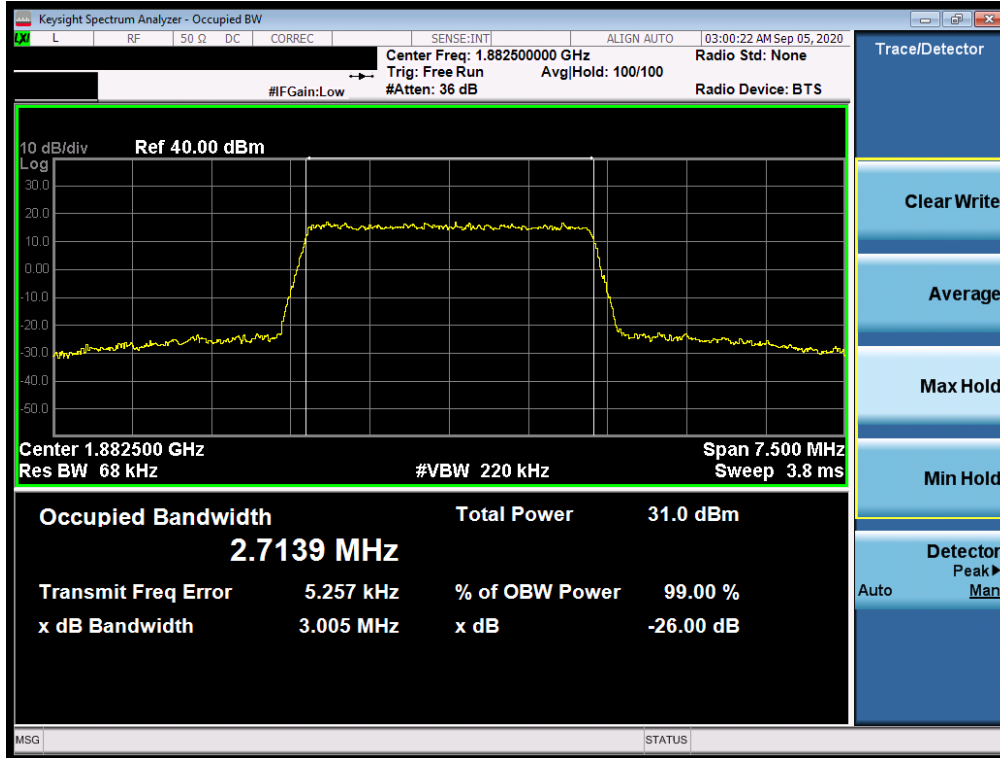 Keysight Spectrum Analyzer - Occupied BW
LXI L RF 50 Ω DC CORREC SENSE:INT ALIGN AUTO 03:00:22 AM Sep 05, 2020
Center Freq: 1.882500000 GHz Radio Std: None
Trig: Free Run Avg|Hold: 100/100
#IFGain:Low #Atten: 36 dB Radio Device: BTS
10 dB/div Ref 40.00 dBm
Log
30.0
20.0
10.0
0.00
-10.0
-20.0
-30.0
-40.0
-50.0
Center 1.882500 GHz Span 7.500 MHz
Res BW 68 kHz #VBW 220 kHz Sweep 3.8 ms
Occupied Bandwidth Total Power 31.0 dBm
2.7139 MHz
Transmit Freq Error 5.257 kHz % of OBW Power 99.00 %
x dB Bandwidth 3.005 MHz x dB -26.00 dB
MSG STATUS
Trace/Detector
Clear Write
Average
Max Hold
Min Hold
Detector
Peak▶
Auto Man